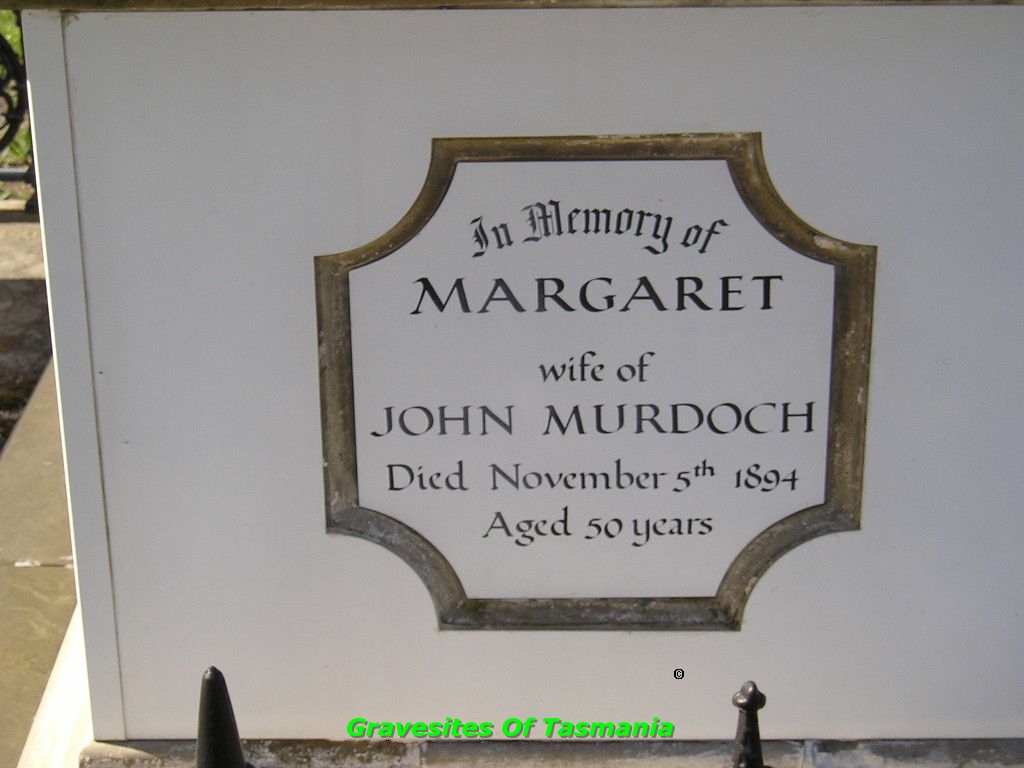 In Memory of
MARGARET
wife of
JOHN MURDOCH
Died November 5th 1894
Aged 50 years
©
Gravesites Of Tasmania